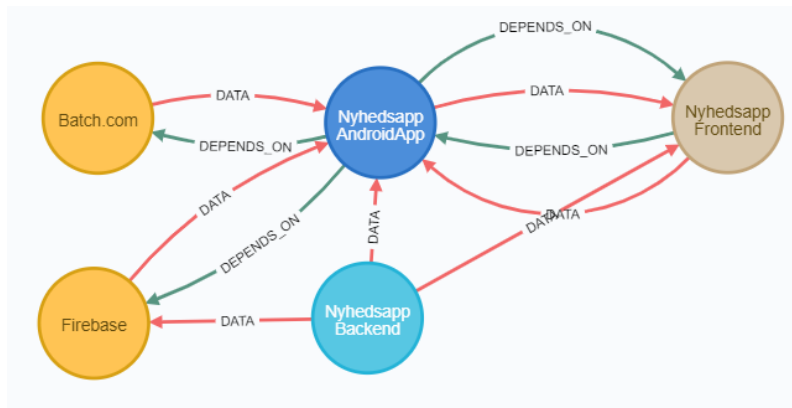 DEPENDS_ON
DATA
Nyhedsapp
AndroidApp
DATA
Nyhedsapp
Frontend
Batch.com
DEPENDS_ON
DEPENDS_ON
DATA
DATA
DATA
DATA
DEPENDS_ON
Nyhedsapp
Backend
Firebase
DATA